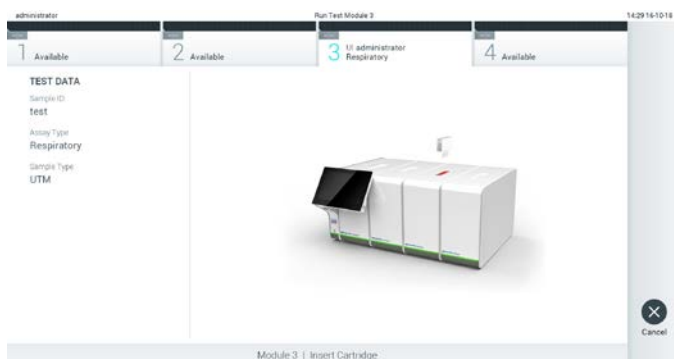 administrator
Run Test Module 3
14:29 16-10-18
1 Available
2 Available
3 UI administrator
Respiratory
4 Available
TEST DATA
Sample ID
test
Assay Type
Respiratory
Sample Type
UTM
Cancel
Module 3 | Insert Cartridge